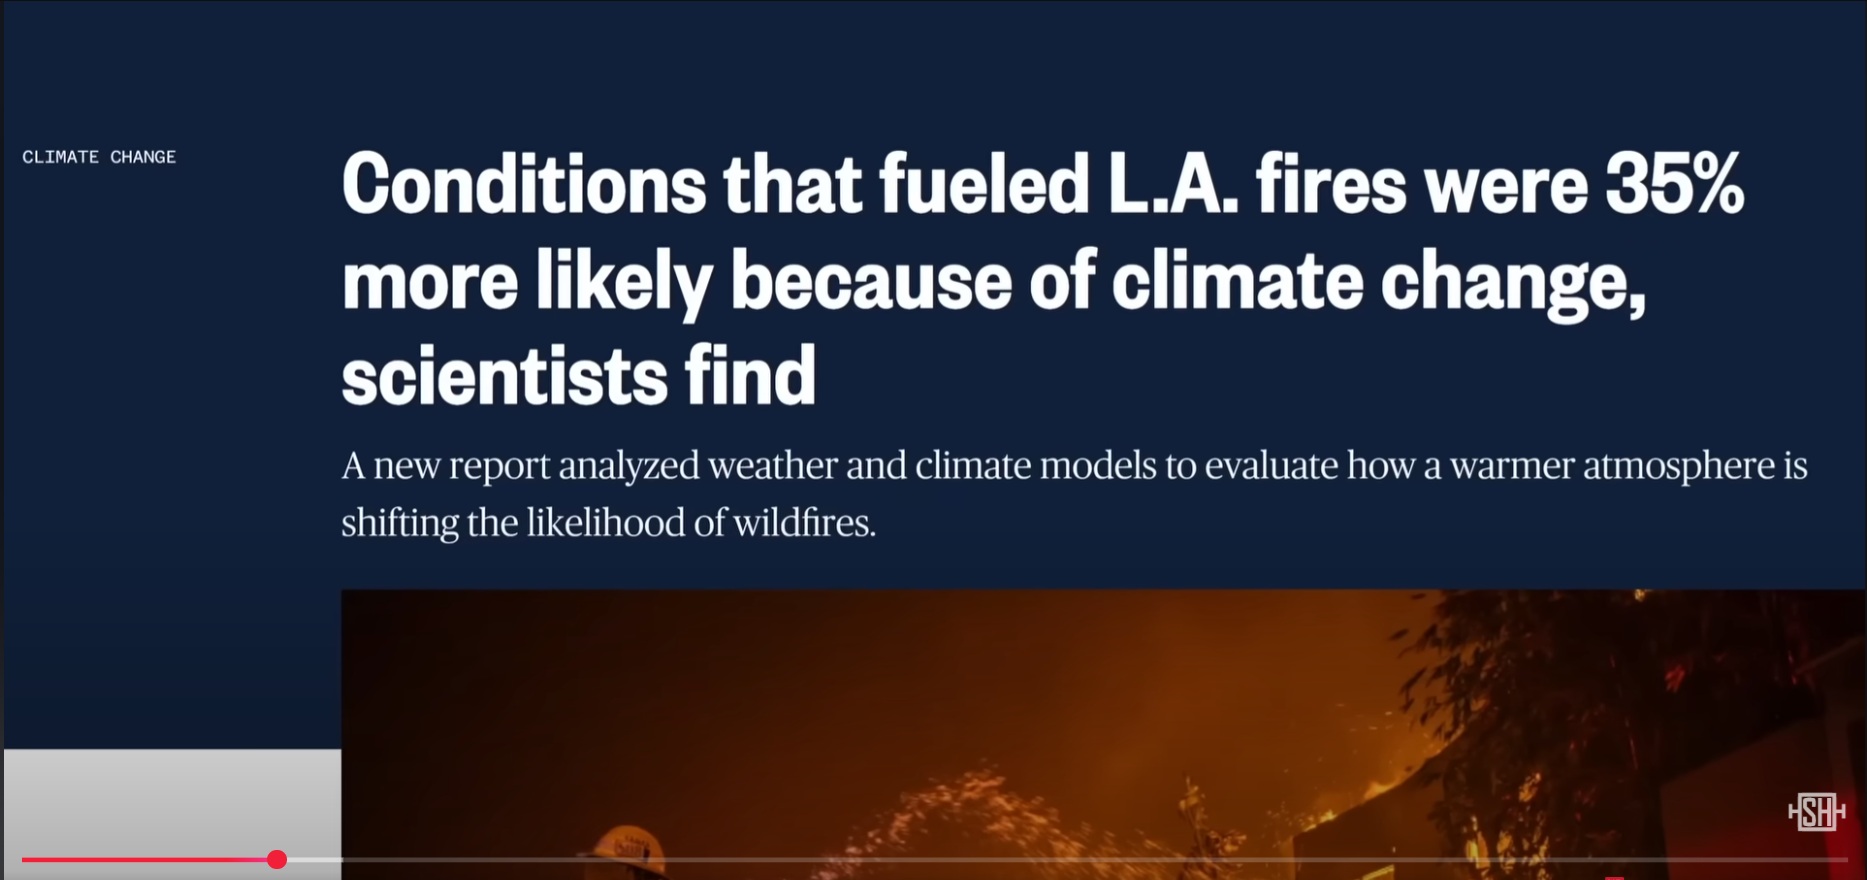 CLIMATE CHANGE
Conditions that fueled L.A. fires were 35%
more likely because of climate change,
scientists find
A new report analyzed weather and climate models to evaluate how a warmer atmosphere is
shifting the likelihood of wildfires.
SH